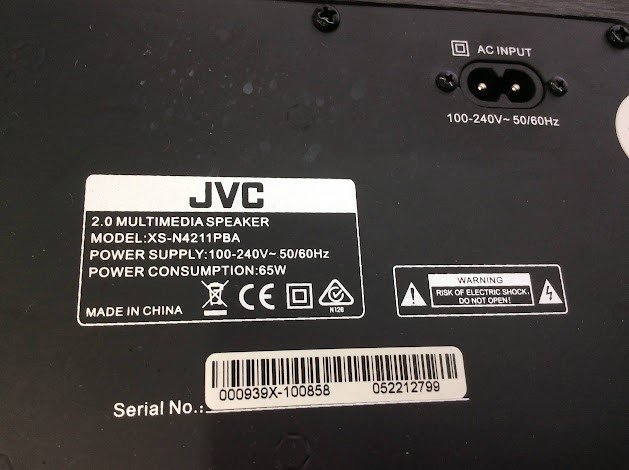 AC INPUT
100-240V~ 50/60Hz
JVC
2.0 MULTIMEDIA SPEAKER
MODEL:XS-N4211PBA
POWER SUPPLY:100-240V~ 50/60Hz
POWER CONSUMPTION:65W
MADE IN CHINA
CE
N126
WARNING
RISK OF ELECTRIC SHOCK,
DO NOT OPEN!
000939X-100858 052212799
Serial No.: